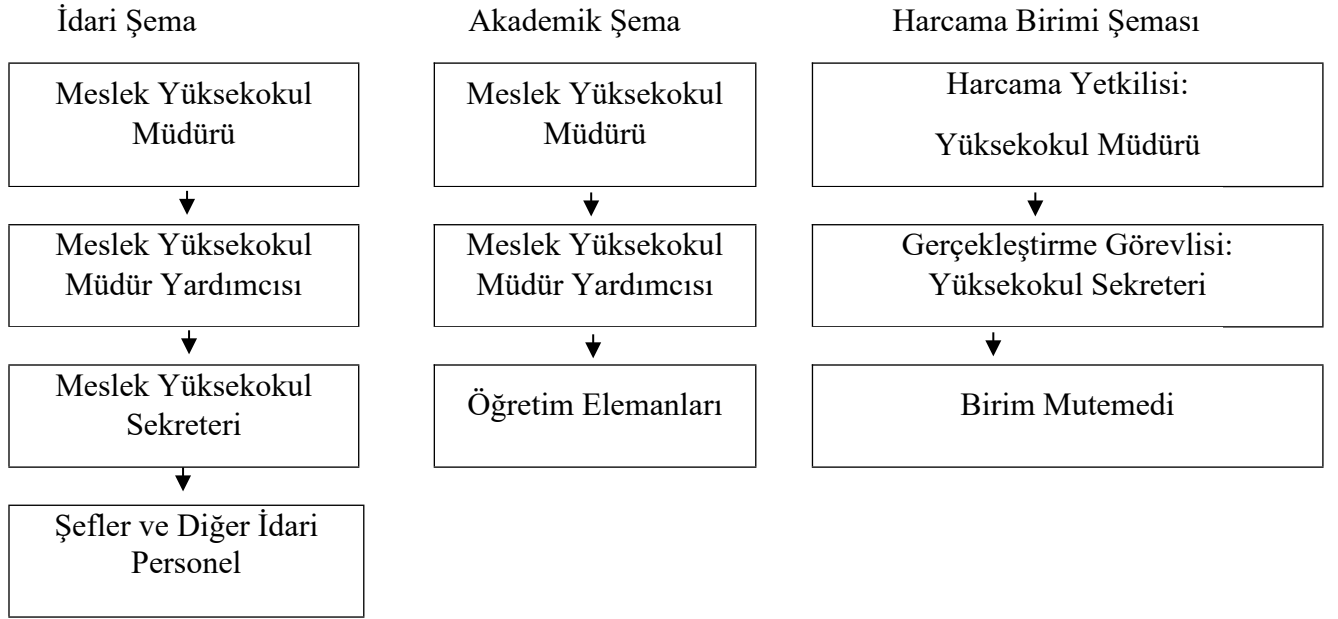 İdari Şema
Meslek Yüksekokul
Müdürü
Meslek Yüksekokul
Müdür Yardımcısı
Meslek Yüksekokul
Sekreteri
Şefler ve Diğer İdari
Personel
Akademik Şema
Meslek Yüksekokul
Müdürü
Meslek Yüksekokul
Müdür Yardımcısı
Öğretim Elemanları
Harcama Birimi Şeması
Harcama Yetkilisi:
Yüksekokul Müdürü
Gerçekleştirme Görevlisi:
Yüksekokul Sekreteri
Birim Mutemedi